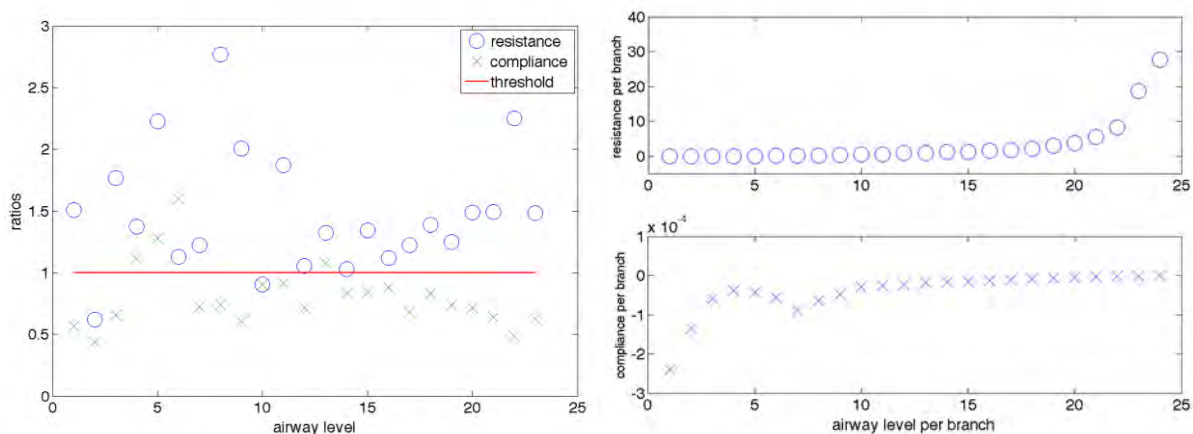 3
2.5
2
1.5
1
0.5
0
ratios
resistance
compliance
threshold
0 5 10 15 20 25
airway level
40
30
20
10
0
resistance per branch
0 5 10 15 20 25
x 10⁻⁴
1
0
-1
-2
-3
compliance per branch
0 5 10 15 20 25
airway level per branch